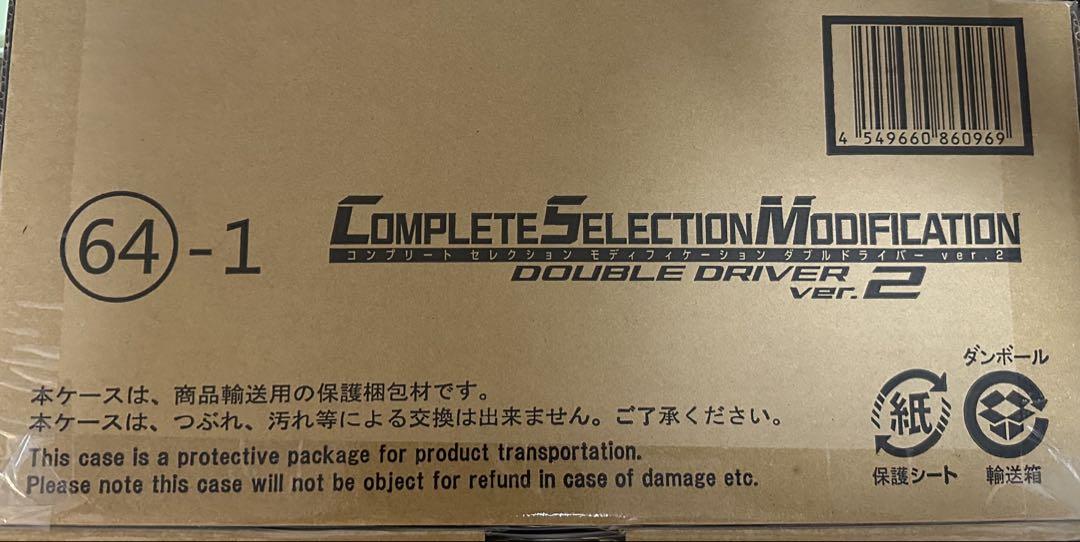 4 549660 860969
64-1
COMPLETE SELECTION MODIFICATION
コンプリート セレクション モディフィケーション ダブルドライバー ver.2
DOUBLE DRIVER
ver.2
本ケースは、商品輸送用の保護梱包材です。
本ケースは、つぶれ、汚れ等による交換は出来ません。ご了承ください。
This case is a protective package for product transportation.
Please note this case will not be object for refund in case of damage etc.
ダンボール
紙
保護シート
輸送箱